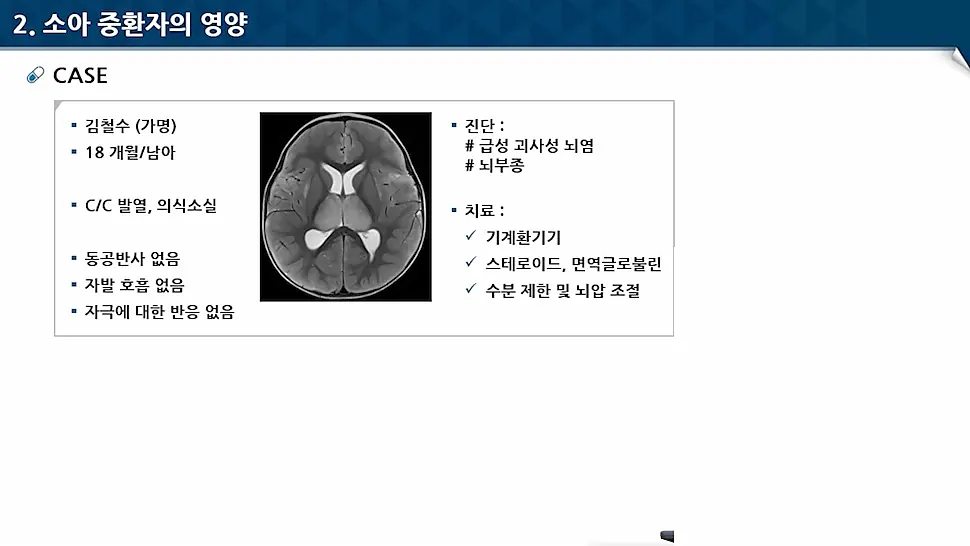 2. 소아 중환자의 영양
CASE
김철수 (가명)
18 개월/남아
C/C 발열, 의식소실
동공반사 없음
자발 호흡 없음
자극에 대한 반응 없음
진단 :
# 급성 괴사성 뇌염
# 뇌부종
치료 :
기계환기기
스테로이드, 면역글로불린
수분 제한 및 뇌압 조절